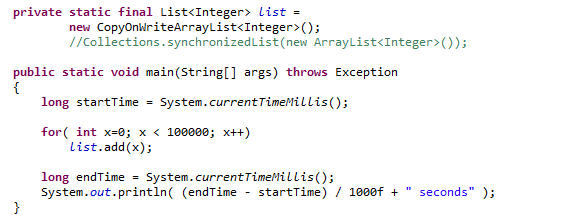 private static final List<Integer> list =
        new CopyOnWriteArrayList<Integer>();
        //Collections.synchronizedList(new ArrayList<Integer>());

public static void main(String[] args) throws Exception
{
    long startTime = System.currentTimeMillis();

    for( int x=0; x < 100000; x++)
        list.add(x);

    long endTime = System.currentTimeMillis();
    System.out.println( (endTime - startTime) / 1000f + " seconds" );
}